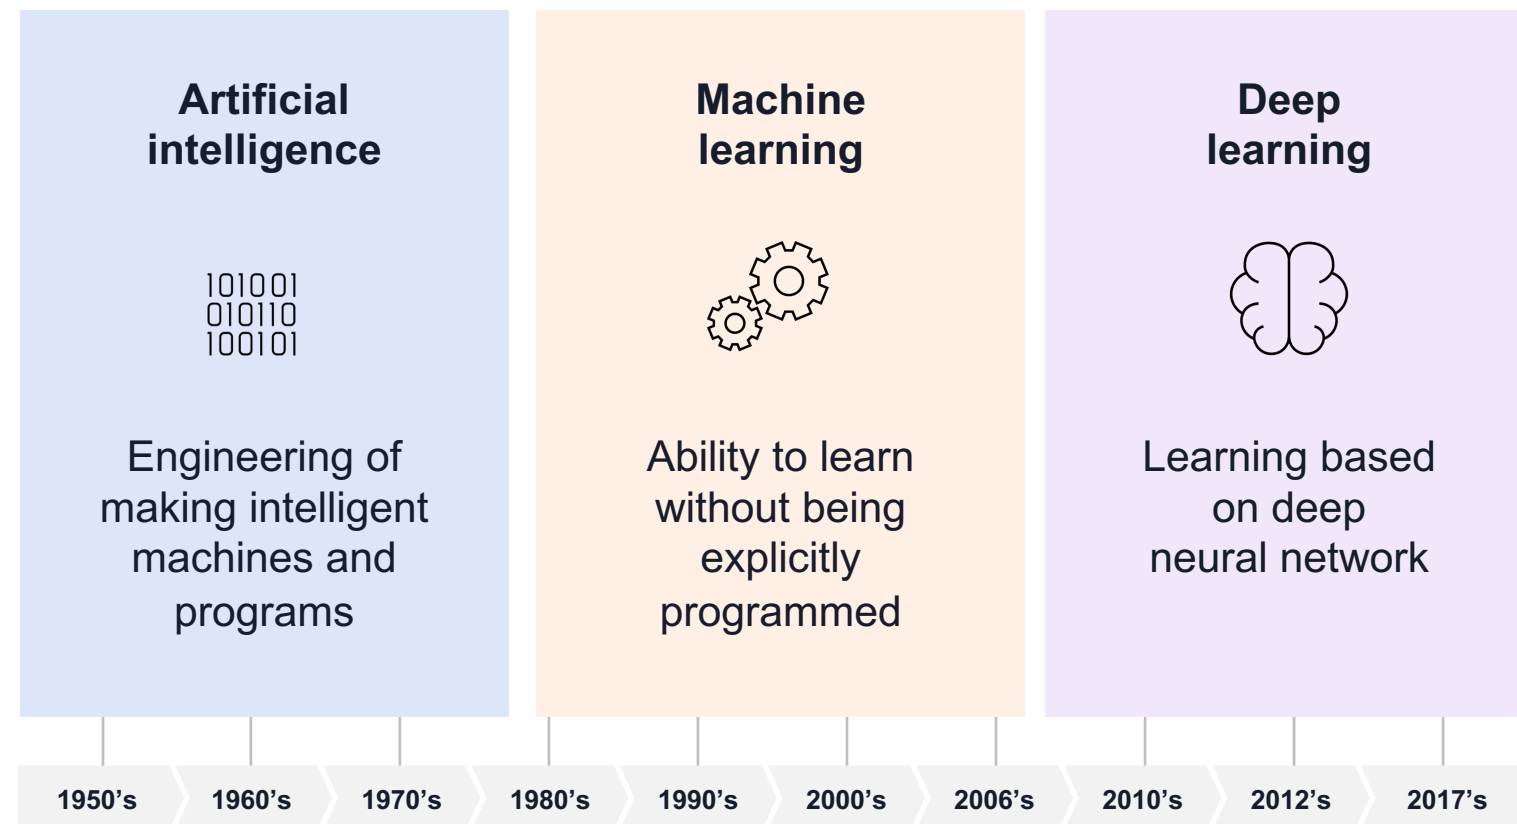 Artificial
intelligence
101001
010110
100101
Engineering of
making intelligent
machines and
programs
Machine
learning
Ability to learn
without being
explicitly
programmed
Deep
learning
Learning based
on deep
neural network
1950’s 1960’s 1970’s 1980’s 1990’s 2000’s 2006’s 2010’s 2012’s 2017’s